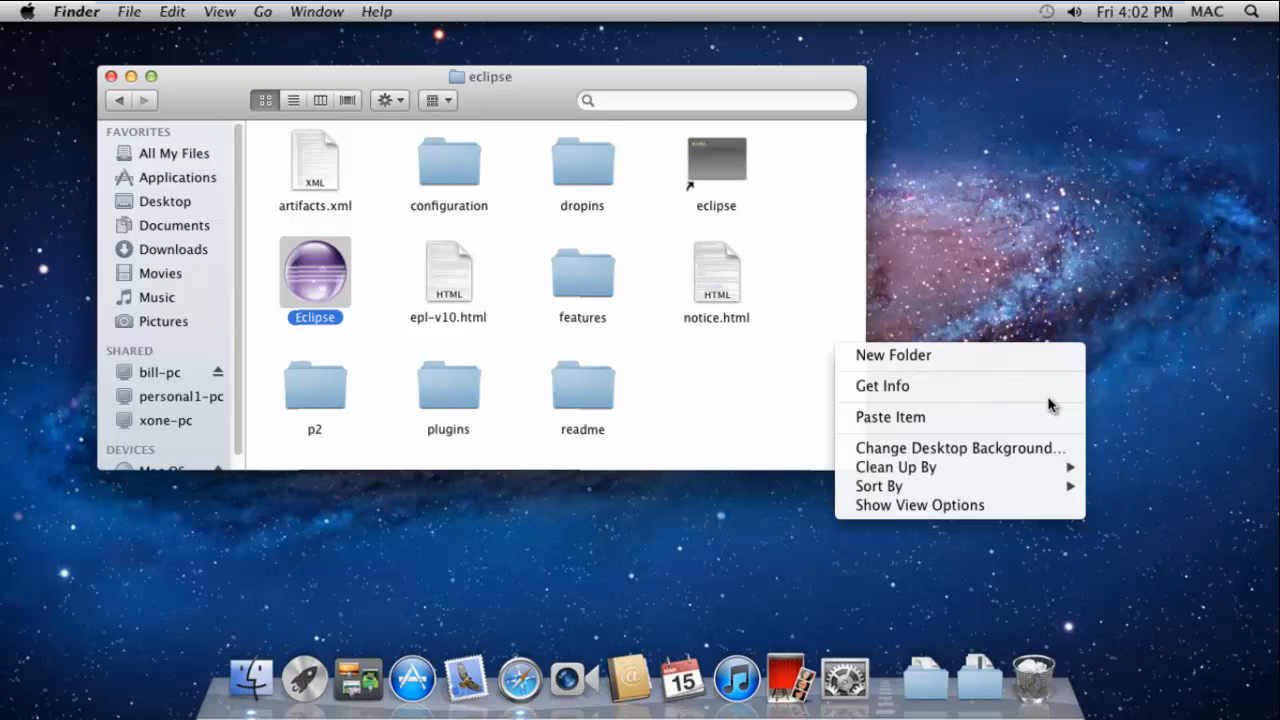 Finder File Edit View Go Window Help Fri 4:02 PM MAC
eclipse
FAVORITES
All My Files
Applications
Desktop
Documents
Downloads
Movies
Music
Pictures
SHARED
bill-pc
personal1-pc
xone-pc
DEVICES
Mac OS
XML
artifacts.xml configuration dropins eclipse
HTML HTML
Eclipse epl-v10.html features notice.html
p2 plugins readme
New Folder
Get Info
Paste Item
Change Desktop Background...
Clean Up By
Sort By
Show View Options
MAR
15